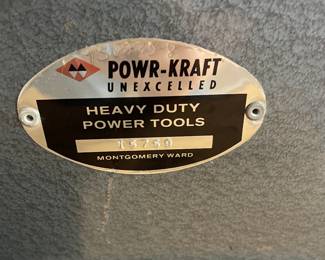 POWR-KRAFT
UNEXCELLED
HEAVY DUTY
POWER TOOLS
MONTGOMERY WARD